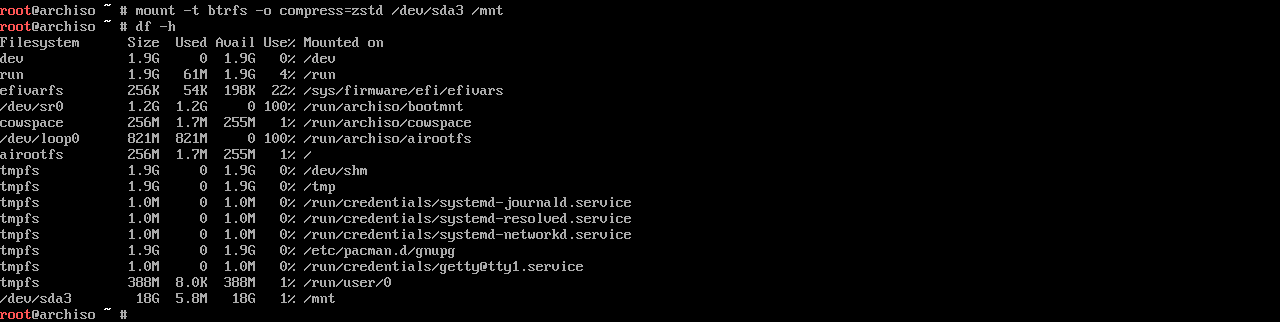 root@archiso ~ # mount -t btrfs -o compress=zstd /dev/sda3 /mnt
root@archiso ~ # df -h
Filesystem      Size  Used Avail Use% Mounted on
dev             1.9G     0  1.9G   0% /dev
run             1.9G   61M  1.9G   4% /run
efivarfs        256K   54K  198K  22% /sys/firmware/efi/efivars
/dev/sr0        1.2G  1.2G     0 100% /run/archiso/bootmnt
cowspace        256M  1.7M  255M   1% /run/archiso/cowspace
/dev/loop0      821M  821M     0 100% /run/archiso/airootfs
airootfs        256M  1.7M  255M   1% /
tmpfs           1.9G     0  1.9G   0% /dev/shm
tmpfs           1.9G     0  1.9G   0% /tmp
tmpfs           1.0M     0  1.0M   0% /run/credentials/systemd-journald.service
tmpfs           1.0M     0  1.0M   0% /run/credentials/systemd-resolved.service
tmpfs           1.0M     0  1.0M   0% /run/credentials/systemd-networkd.service
tmpfs           1.9G     0  1.9G   0% /etc/pacman.d/gnupg
tmpfs           1.0M     0  1.0M   0% /run/credentials/getty@tty1.service
tmpfs           388M  8.0K  388M   1% /run/user/0
/dev/sda3        18G  5.8M   18G   1% /mnt
root@archiso ~ #